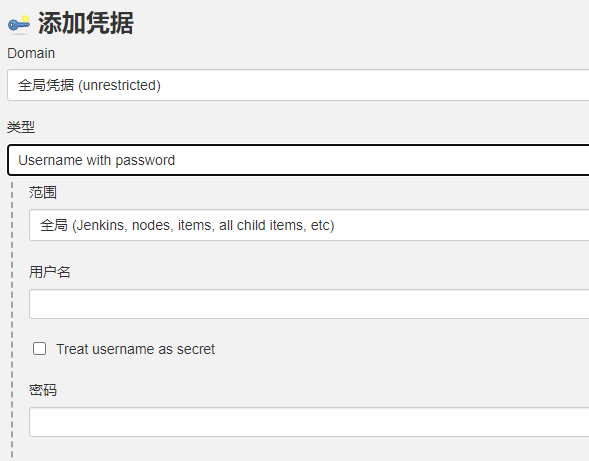 添加凭据
Domain
全局凭据 (unrestricted)
类型
Username with password
范围
全局 (Jenkins, nodes, items, all child items, etc)
用户名
Treat username as secret
密码